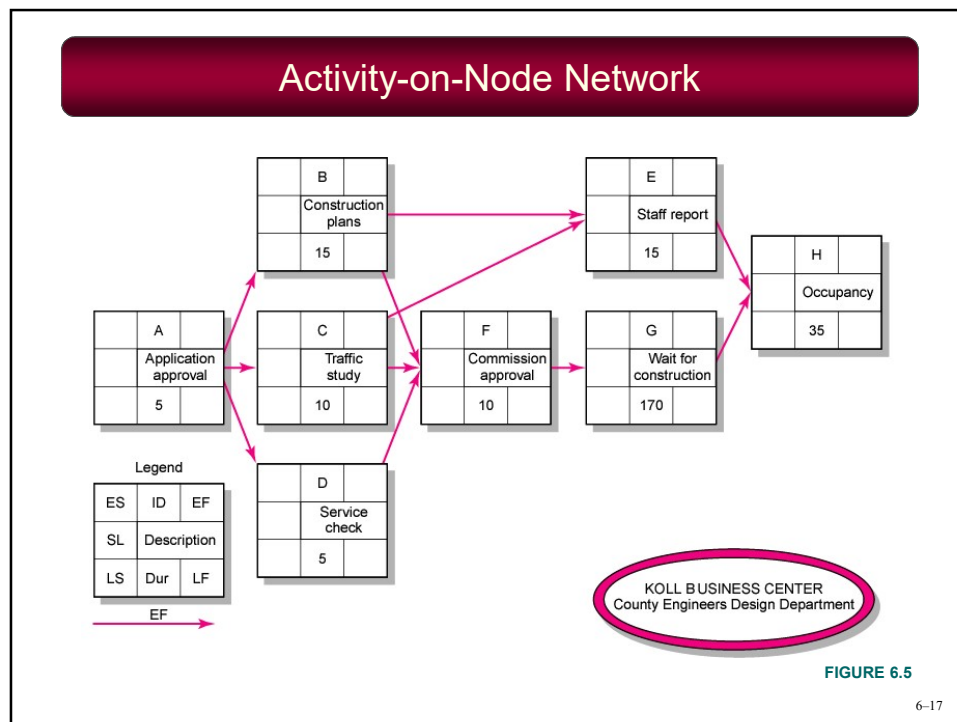 Activity-on-Node Network
B
Construction
plans
15
E
Staff report
15
H
Occupancy
35
A
Application
approval
5
C
Traffic
study
10
F
Commission
approval
10
G
Wait for
construction
170
D
Service
check
5
Legend
ES ID EF
SL Description
LS Dur LF
EF
KOLL BUSINESS CENTER
County Engineers Design Department
FIGURE 6.5
6–17